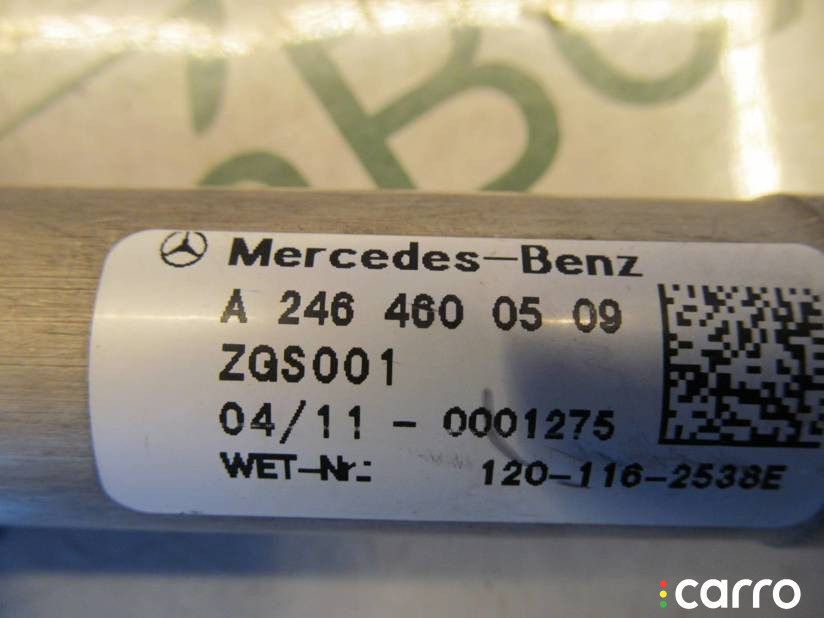 Mercedes-Benz
A 246 460 05 09
ZGS001
04/11 - 0001275
WET-Nr.: 120-116-2538E
carro